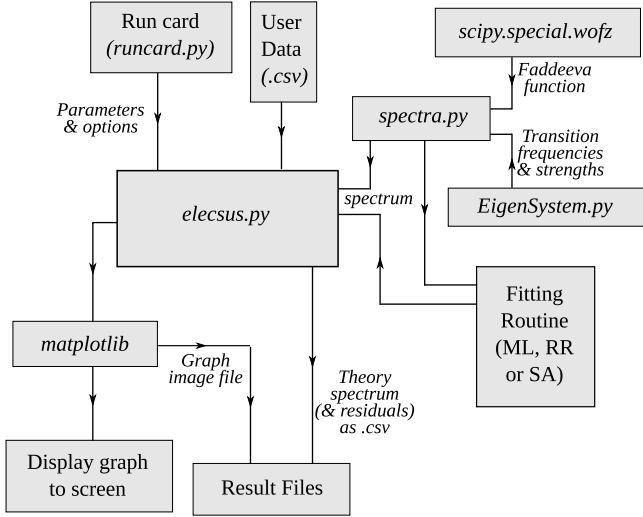 Run card
(runcard.py)
User
Data
(.csv)
scipy.special.wofz
Faddeeva
function
Parameters
& options
spectra.py
Transition
frequencies
& strengths
elecsus.py
spectrum
EigenSystem.py
Fitting
Routine
(ML, RR
or SA)
matplotlib
Graph
image file
Theory
spectrum
(& residuals)
as .csv
Display graph
to screen
Result Files